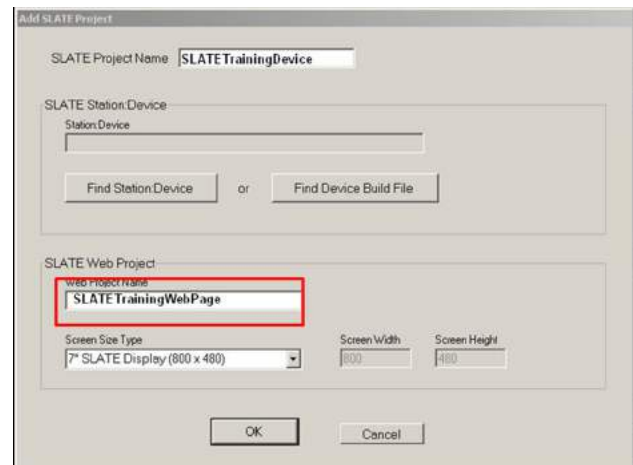 Add SLATE Project
SLATE Project Name SLATETrainingDevice
SLATE Station:Device
Station:Device
Find Station:Device or Find Device Build File
SLATE Web Project
Web Project Name
SLATETrainingWebPage
Screen Size Type Screen Width Screen Height
7" SLATE Display (800 x 480) 800 480
OK Cancel